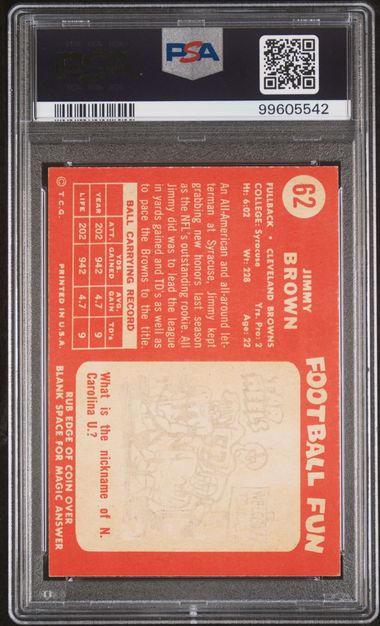 PSA
99605542
62
JIMMY
BROWN
FULLBACK • CLEVELAND BROWNS
COLLEGE: Syracuse Yrs. Pro: 2
Ht: 6:02 Wt: 228 Age: 22
An All-American and all-around let-
terman at Syracuse, Jimmy kept
grabbing new honors last season
as the NFL's outstanding rookie. All
Jimmy did was to lead the league
in yards gained and TD's as well as
to pace the Browns to the title.
BALL CARRYING RECORD
YEAR ATT. YDS. GAINED AVG. GAIN TD's
YEAR 202 942 4.7 9
LIFE 202 942 4.7 9
© T.C.G. PRINTED IN U.S.A.
FOOTBALL FUN
What is the nickname of N.
Carolina U.?
RUB EDGE OF COIN OVER
BLANK SPACE FOR MAGIC ANSWER